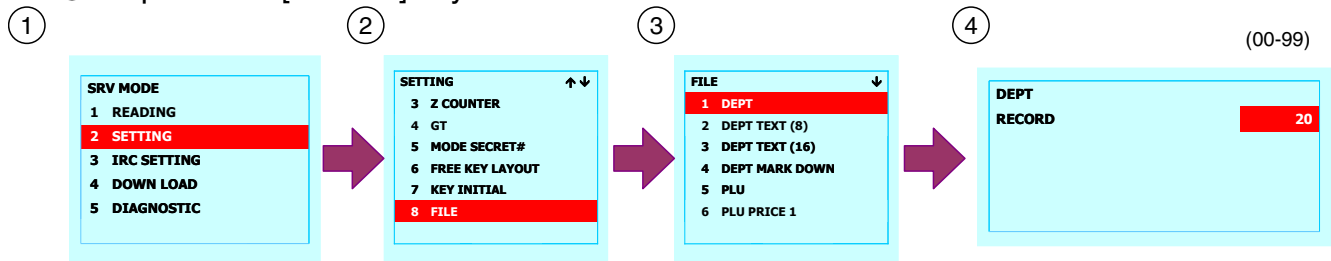 1
2
3
4
(00-99)
SRV MODE
1 READING
2 SETTING
3 IRC SETTING
4 DOWN LOAD
5 DIAGNOSTIC
SETTING ↑↓
3 Z COUNTER
4 GT
5 MODE SECRET#
6 FREE KEY LAYOUT
7 KEY INITIAL
8 FILE
FILE ↓
1 DEPT
2 DEPT TEXT (8)
3 DEPT TEXT (16)
4 DEPT MARK DOWN
5 PLU
6 PLU PRICE 1
DEPT
RECORD 20